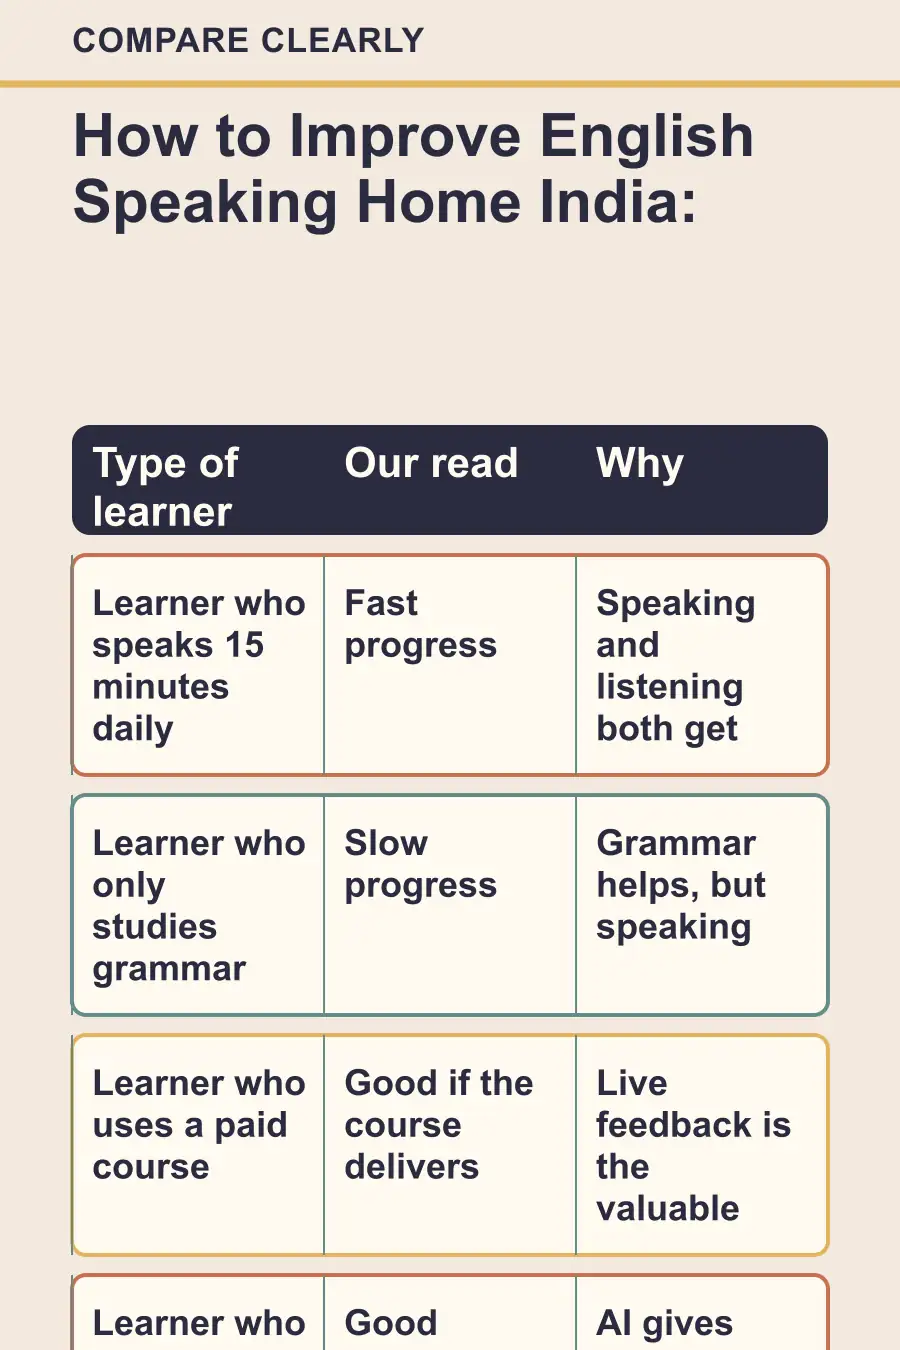 COMPARE CLEARLY
How to Improve English
Speaking Home India:
Type of
learner
Our read
Why
Learner who
speaks 15
minutes
daily
Fast
progress
Speaking
and
listening
both get
Learner who
only
studies
grammar
Slow
progress
Grammar
helps, but
speaking
Learner who
uses a paid
course
Good if the
course
delivers
Live
feedback is
the
valuable
Learner who
Good
AI gives